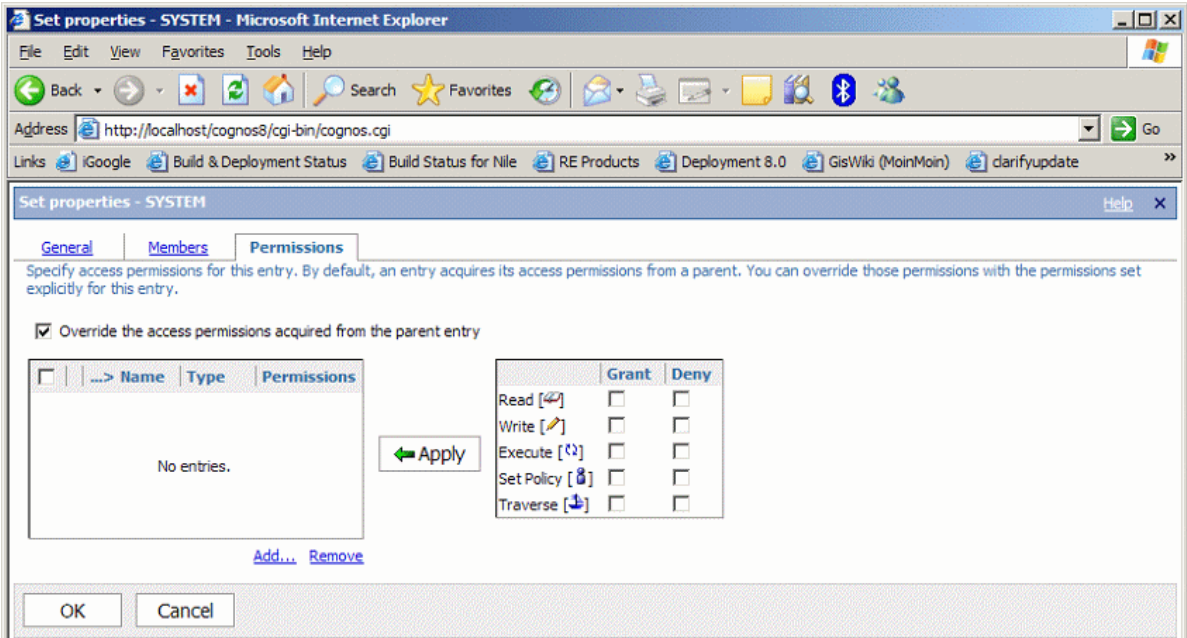 Set properties - SYSTEM - Microsoft Internet Explorer
File Edit View Favorites Tools Help
Back Search Favorites
Address http://localhost/cognos8/cgi-bin/cognos.cgi Go
Links iGoogle Build & Deployment Status Build Status for Nile RE Products Deployment 8.0 GisWiki (MoinMoin) clarifyupdate »
Set properties - SYSTEM Help
General Members Permissions
Specify access permissions for this entry. By default, an entry acquires its access permissions from a parent. You can override those permissions with the permissions set
explicitly for this entry.
Override the access permissions acquired from the parent entry
...> Name Type Permissions
No entries.
Add... Remove
Apply
Grant Deny
Read []
Write []
Execute []
Set Policy []
Traverse []
OK Cancel